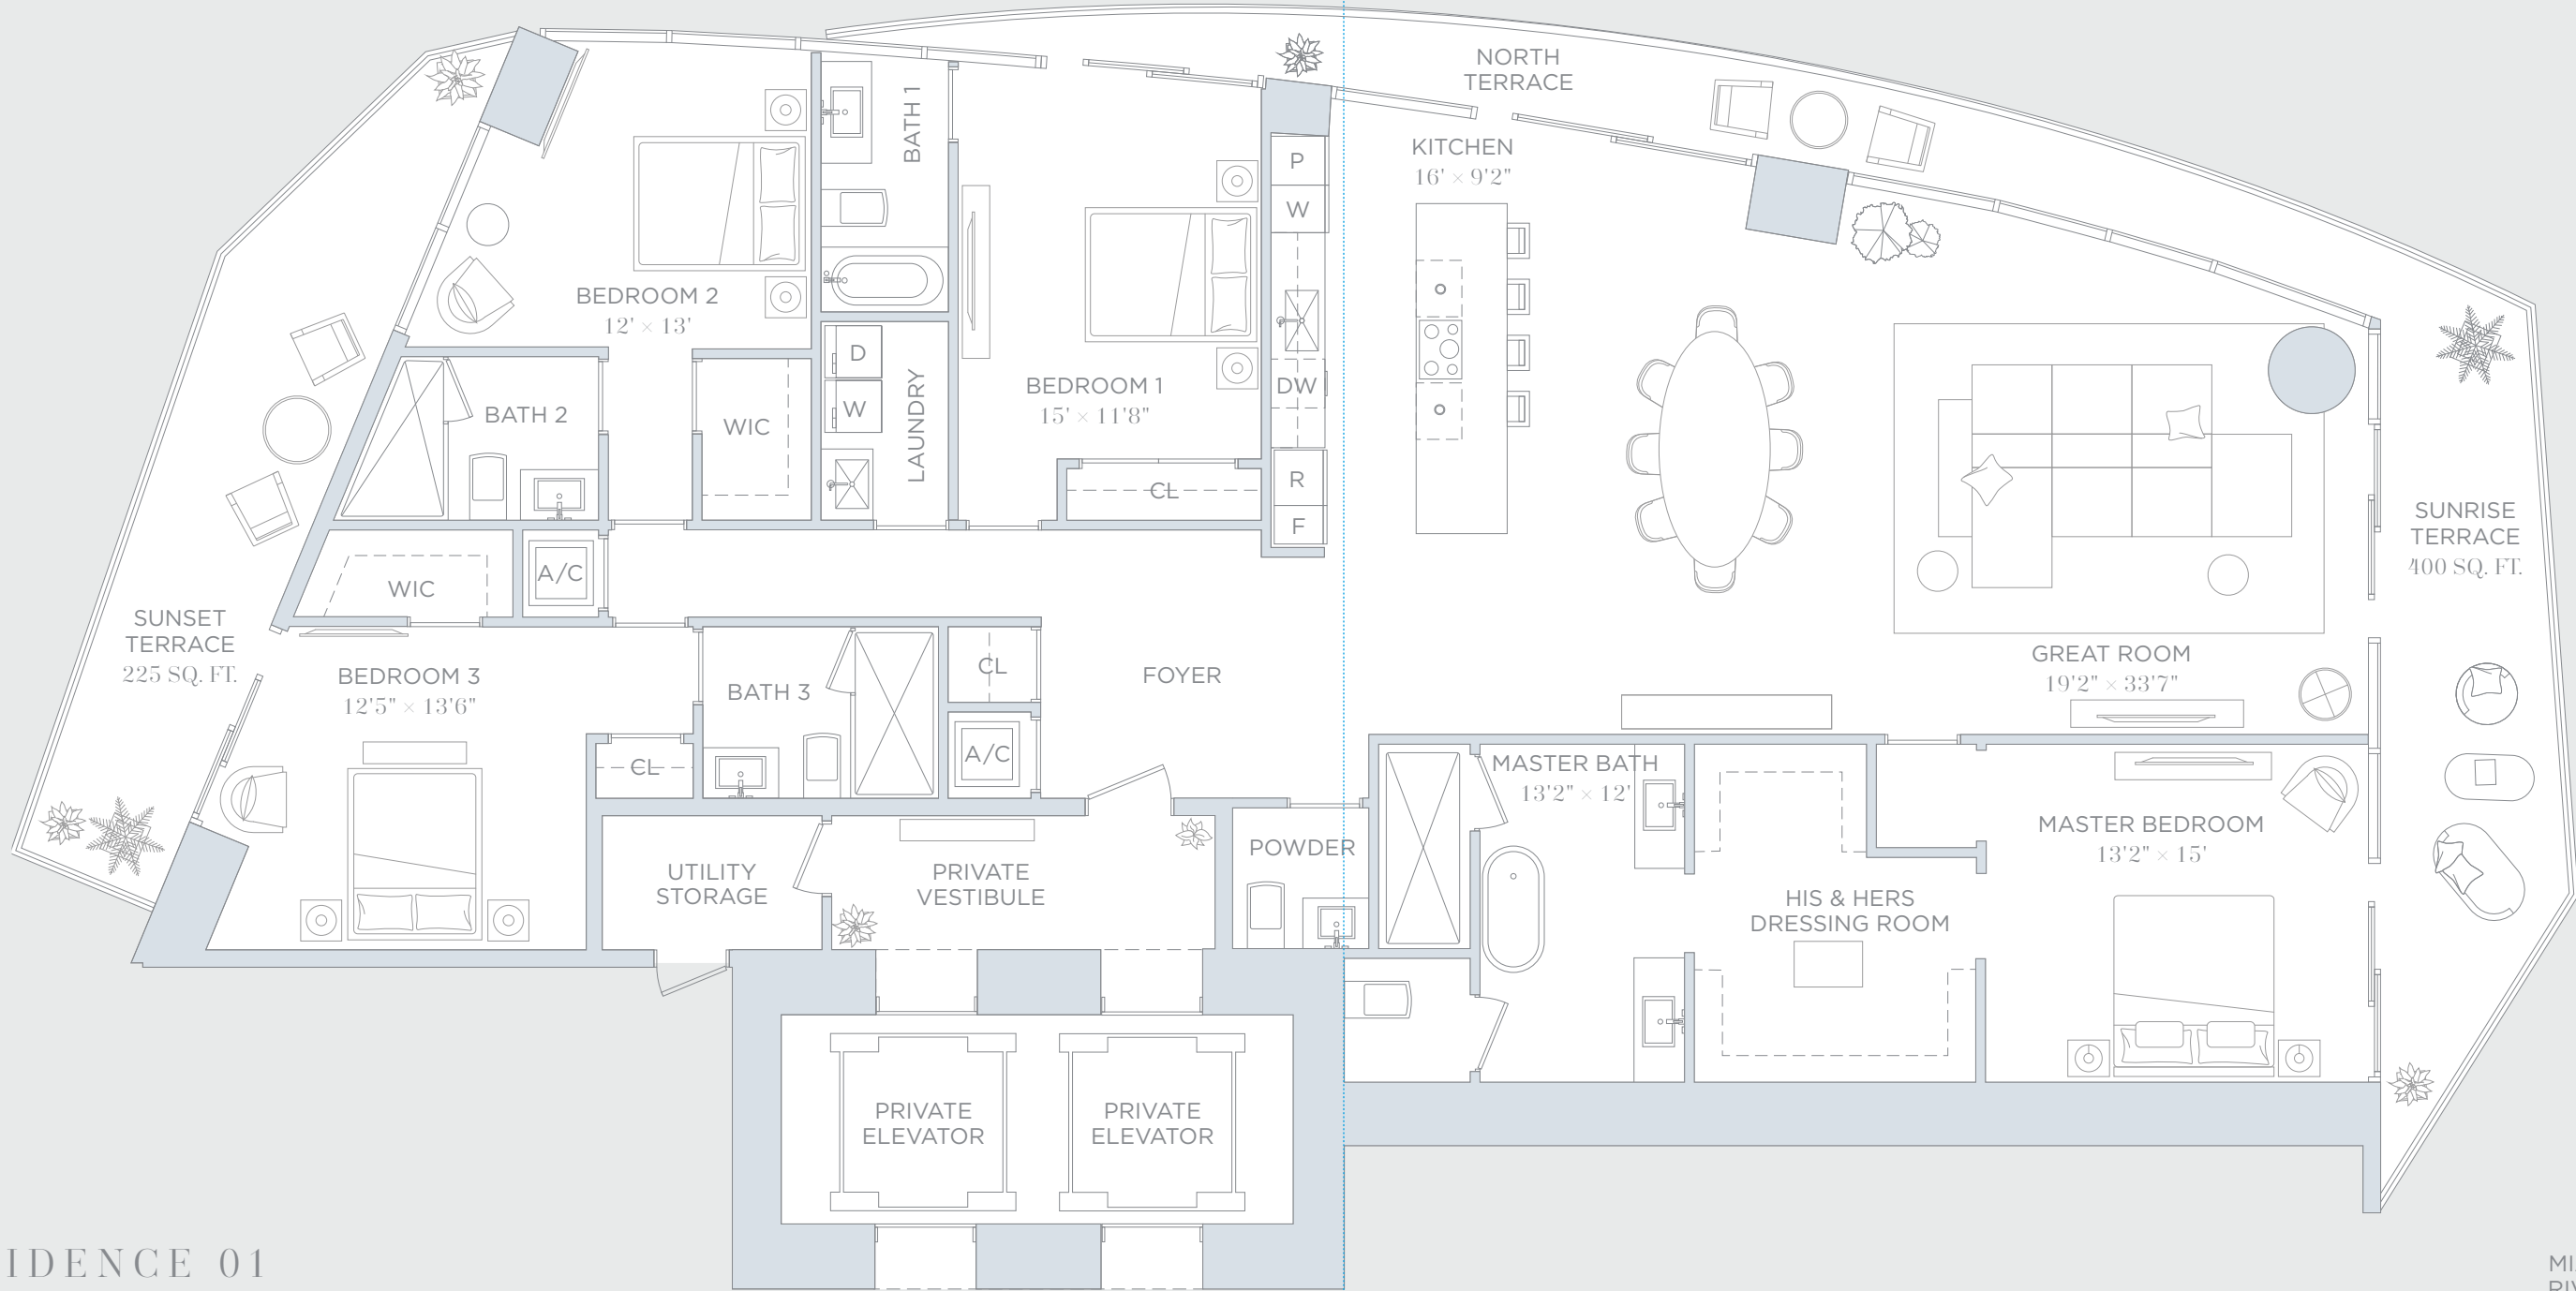 NORTH
TERRACE
KITCHEN
16' × 9'2"
BATH 1
P
W
BEDROOM 2
12' × 13'
D
W
LAUNDRY
BEDROOM 1
15' × 11'8"
DW
BATH 2
WIC
CL
R
F
A/C
WIC
SUNRISE
TERRACE
400 SQ. FT.
SUNSET
TERRACE
225 SQ. FT.
BEDROOM 3
12'5" × 13'6"
BATH 3
CL
FOYER
GREAT ROOM
19'2" × 33'7"
CL
A/C
MASTER BATH
13'2" × 12'
POWDER
MASTER BEDROOM
13'2" × 15'
UTILITY
STORAGE
PRIVATE
VESTIBULE
HIS & HERS
DRESSING ROOM
PRIVATE
ELEVATOR
PRIVATE
ELEVATOR
IDENCE 01